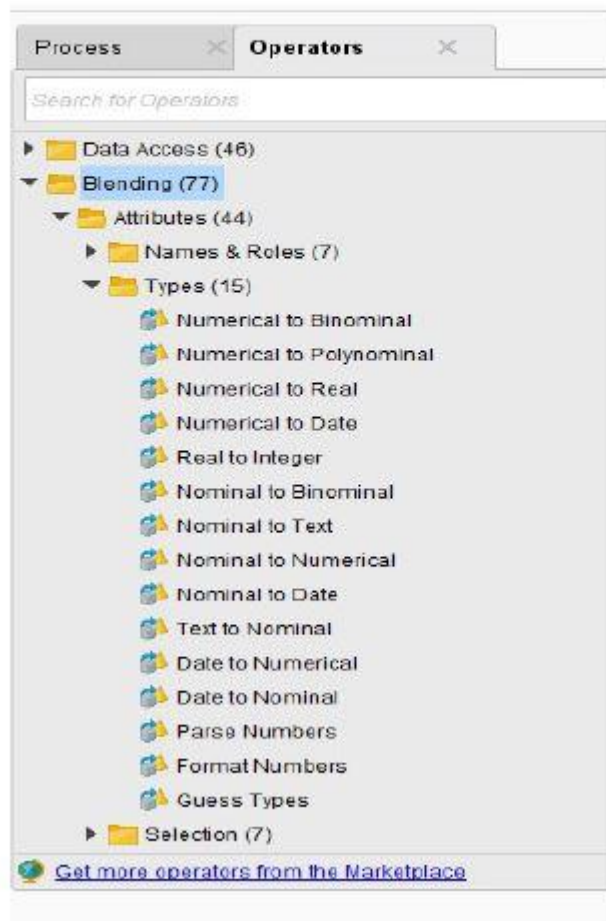 Process Operators
Search for Operators
Data Access (46)
Blending (77)
Attributes (44)
Names & Roles (7)
Types (15)
Numerical to Binominal
Numerical to Polynominal
Numerical to Real
Numerical to Date
Real to Integer
Nominal to Binominal
Nominal to Text
Nominal to Numerical
Nominal to Date
Text to Nominal
Date to Numerical
Date to Nominal
Parse Numbers
Format Numbers
Guess Types
Selection (7)
Get more operators from the Marketplace